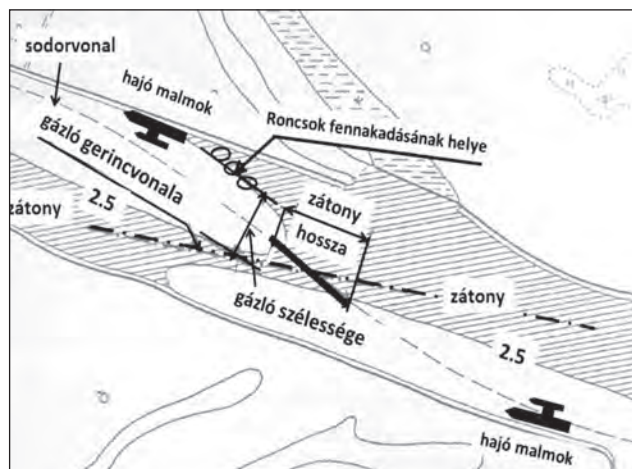 sodorvonal
hajó malmok
Roncsok fennakadásának helye
gázló gerincvonala
zátony
hossza
2.5
zátony
zátony
gázló szélessége
2.5
hajó malmok